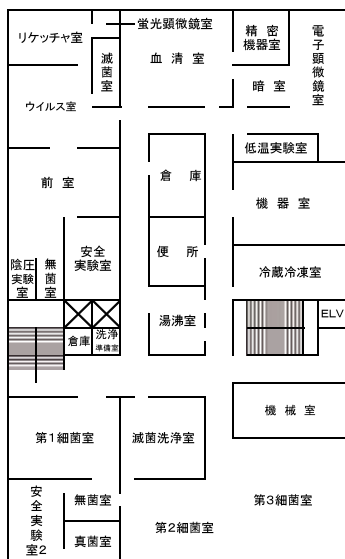 リケッチャ室
蛍光顕微鏡室
滅菌室
血清室
精密
機器室
電子顕微鏡室
暗室
ウイルス室
低温実験室
前室
倉庫
機器室
安全
実験室
便所
陰圧
実験
室
無菌室
冷蔵冷凍室
湯沸室
ELV
倉庫
洗浄
準備室
機械室
第1細菌室
滅菌洗浄室
安全実験室2
無菌室
第3細菌室
第2細菌室
真菌室